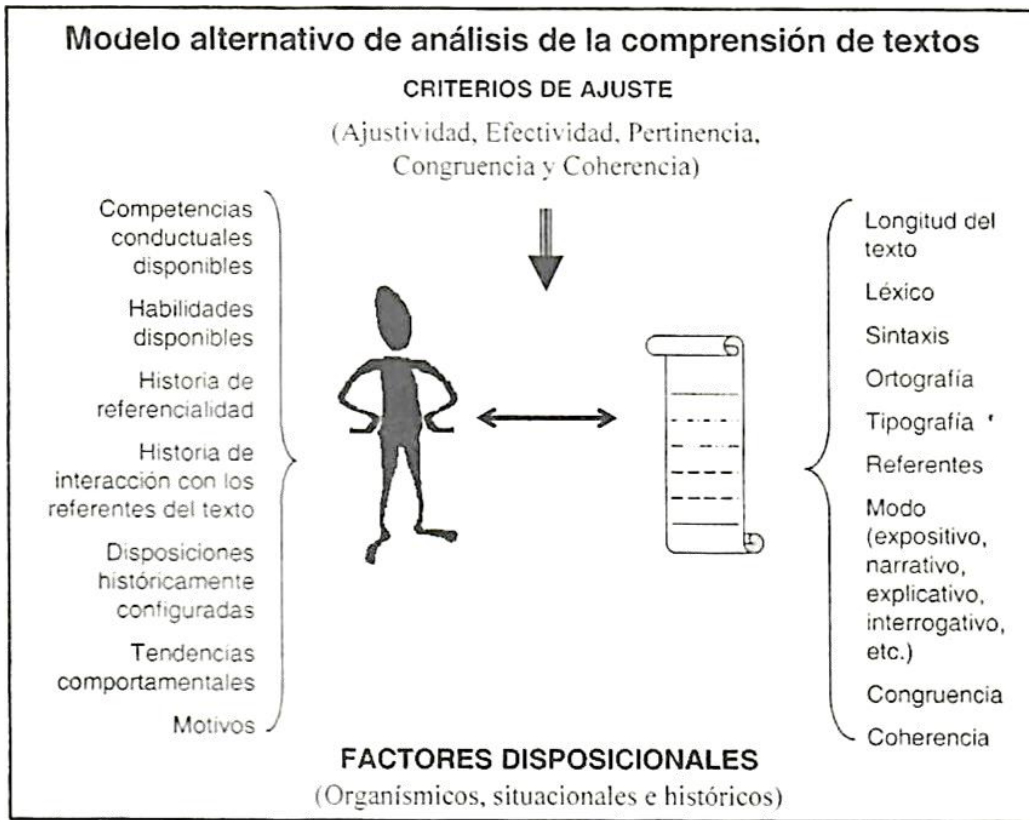 Modelo alternativo de análisis de la comprensión de textos
CRITERIOS DE AJUSTE
(Ajustividad, Efectividad, Pertinencia,
Congruencia y Coherencia)
Competencias
conductuales
disponibles
Habilidades
disponibles
Historia de
referencialidad
Historia de
interacción con los
referentes del texto
Disposiciones
históricamente
configuradas
Tendencias
comportamentales
Motivos
Longitud del
texto
Léxico
Sintaxis
Ortografía
Tipografía
Referentes
Modo
(expositivo,
narrativo,
explicativo,
interrogativo,
etc.)
Congruencia
Coherencia
FACTORES DISPOSICIONALES
(Organísmicos, situacionales e históricos)